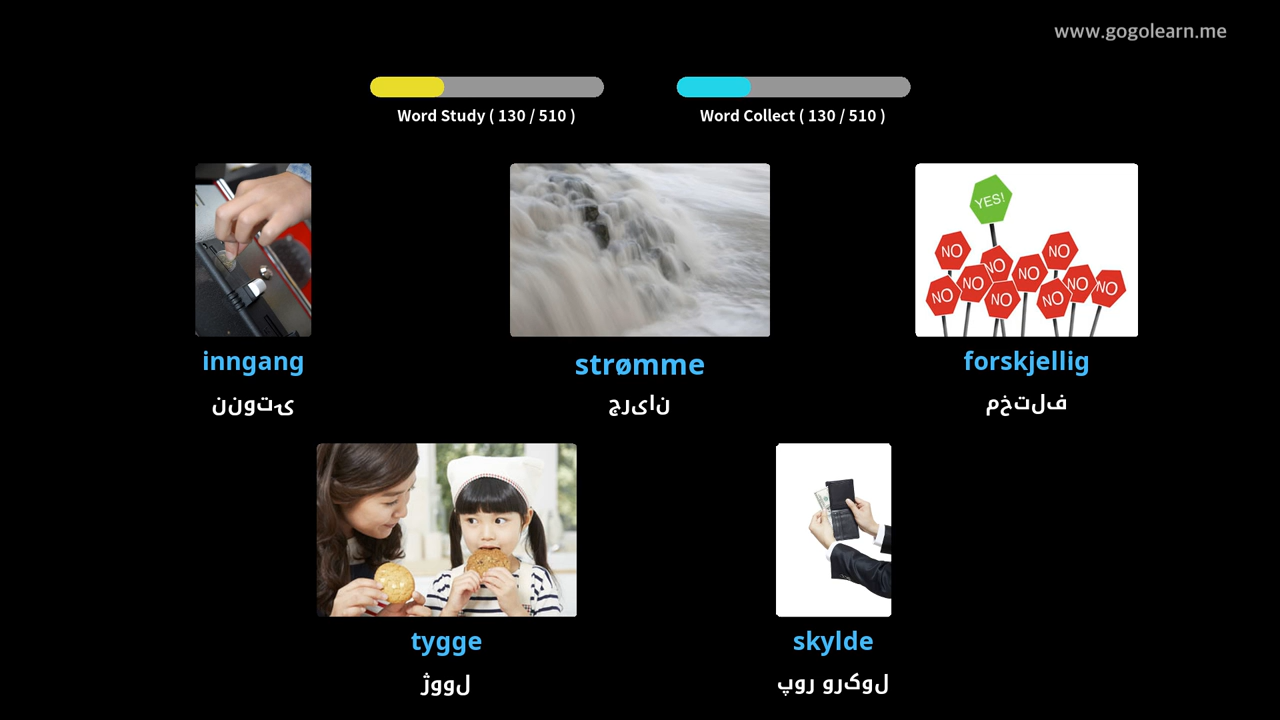 www.gogolearn.me
Word Study ( 130 / 510 )
Word Collect ( 130 / 510 )
YES!
NO
NO
NO
NO
NO
NO
NO
NO
NO
NO
inngang
strømme
forskjellig
ننوتۍ
جریان
مختلف
tygge
skylde
ژوول
پور ورکول